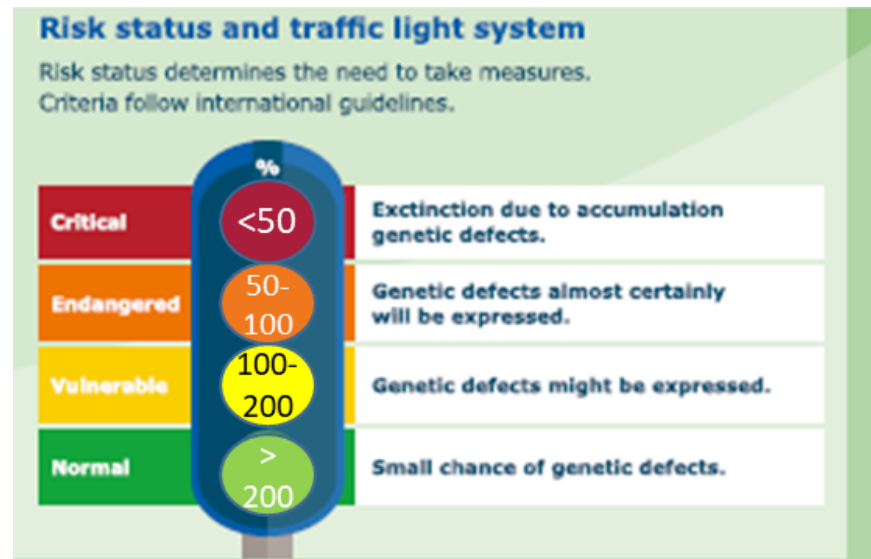 Risk status and traffic light system
Risk status determines the need to take measures.
Criteria follow international guidelines.
%
Critical
<50
Exctinction due to accumulation
genetic defects.
Endangered
50-
100
Genetic defects almost certainly
will be expressed.
Vulnerable
100-
200
Genetic defects might be expressed.
Normal
>
200
Small chance of genetic defects.